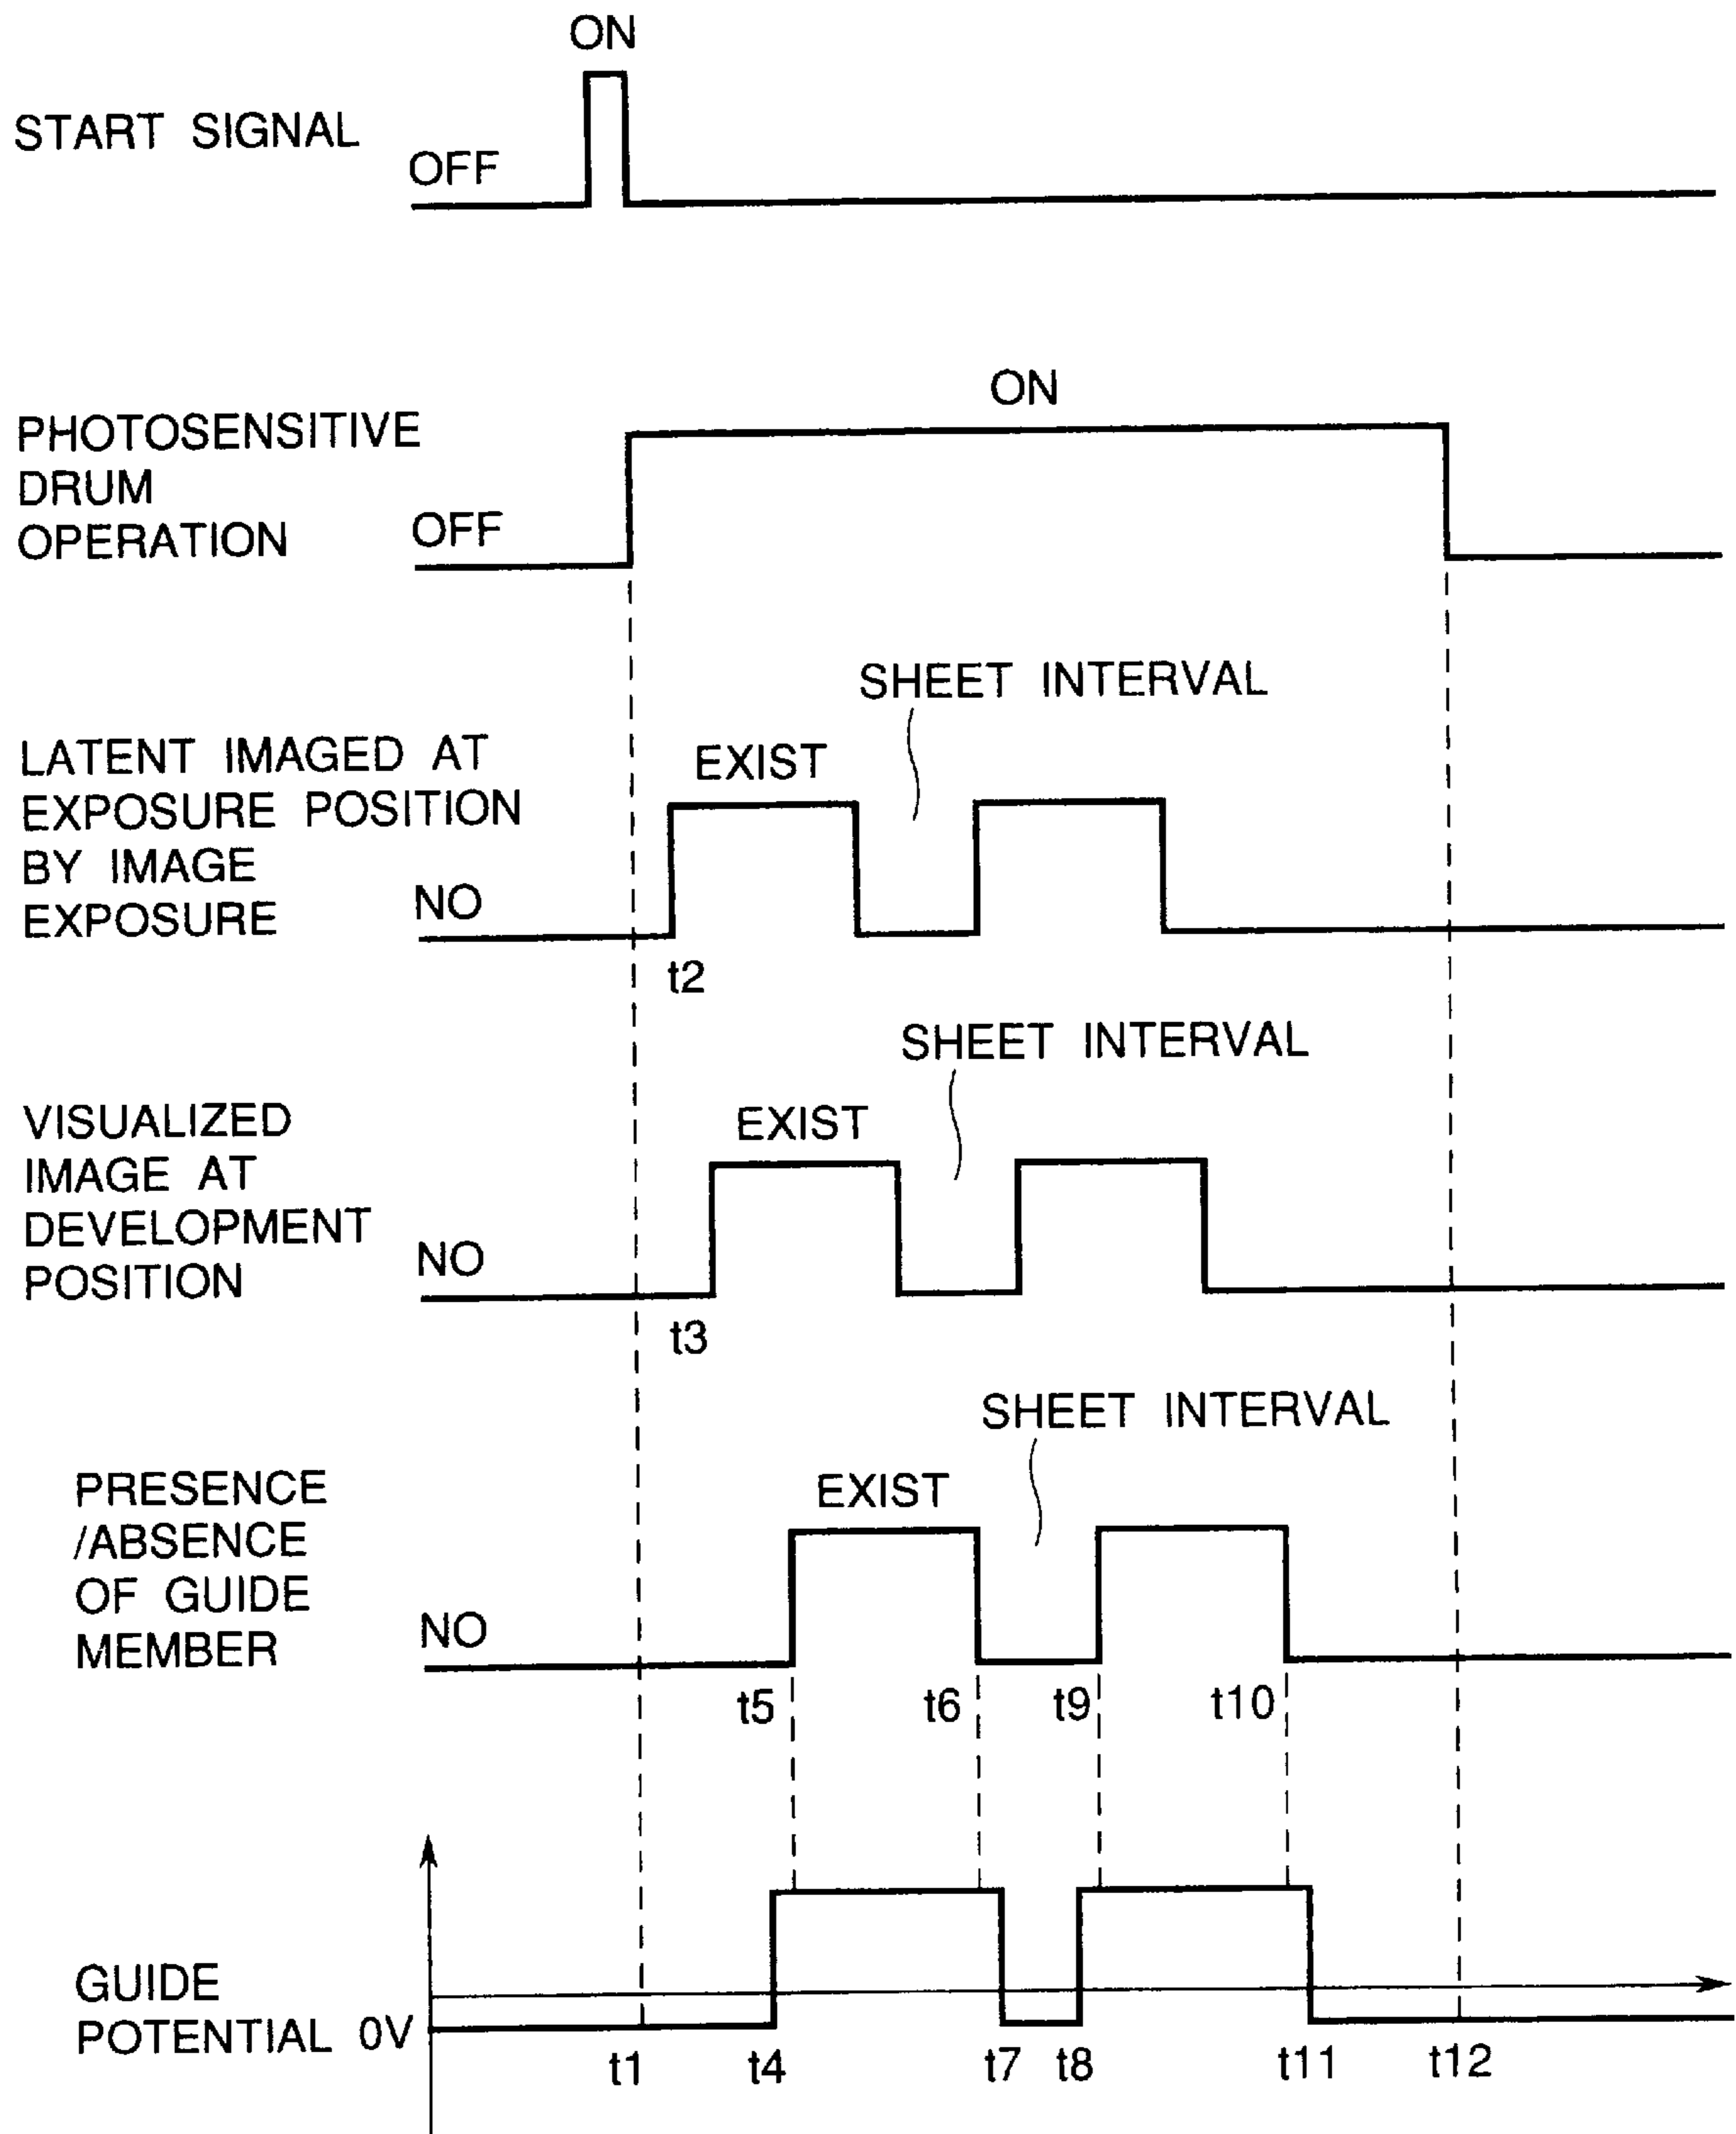 ON
START SIGNAL
OFF
ON
PHOTOSENSITIVE
DRUM
OPERATION
OFF
SHEET INTERVAL
LATENT IMAGED AT
EXPOSURE POSITION
BY IMAGE
EXPOSURE
EXIST
NO
t2
SHEET INTERVAL
VISUALIZED
IMAGE AT
DEVELOPMENT
POSITION
EXIST
NO
t3
SHEET INTERVAL
PRESENCE
/ABSENCE
OF GUIDE
MEMBER
EXIST
NO
t5 t6 t9 t10
GUIDE
POTENTIAL 0V
t1 t4 t7 t8 t11 t12